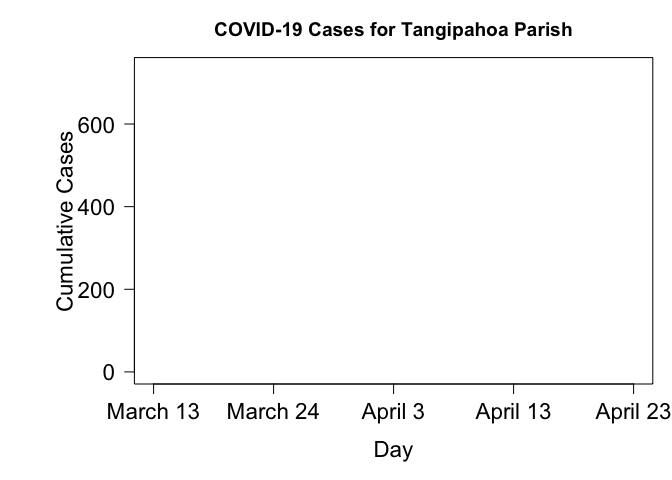 COVID-19 Cases for Tangipahoa Parish
Cumulative Cases
600
400
200
0
March 13 March 24 April 3 April 13 April 23
Day